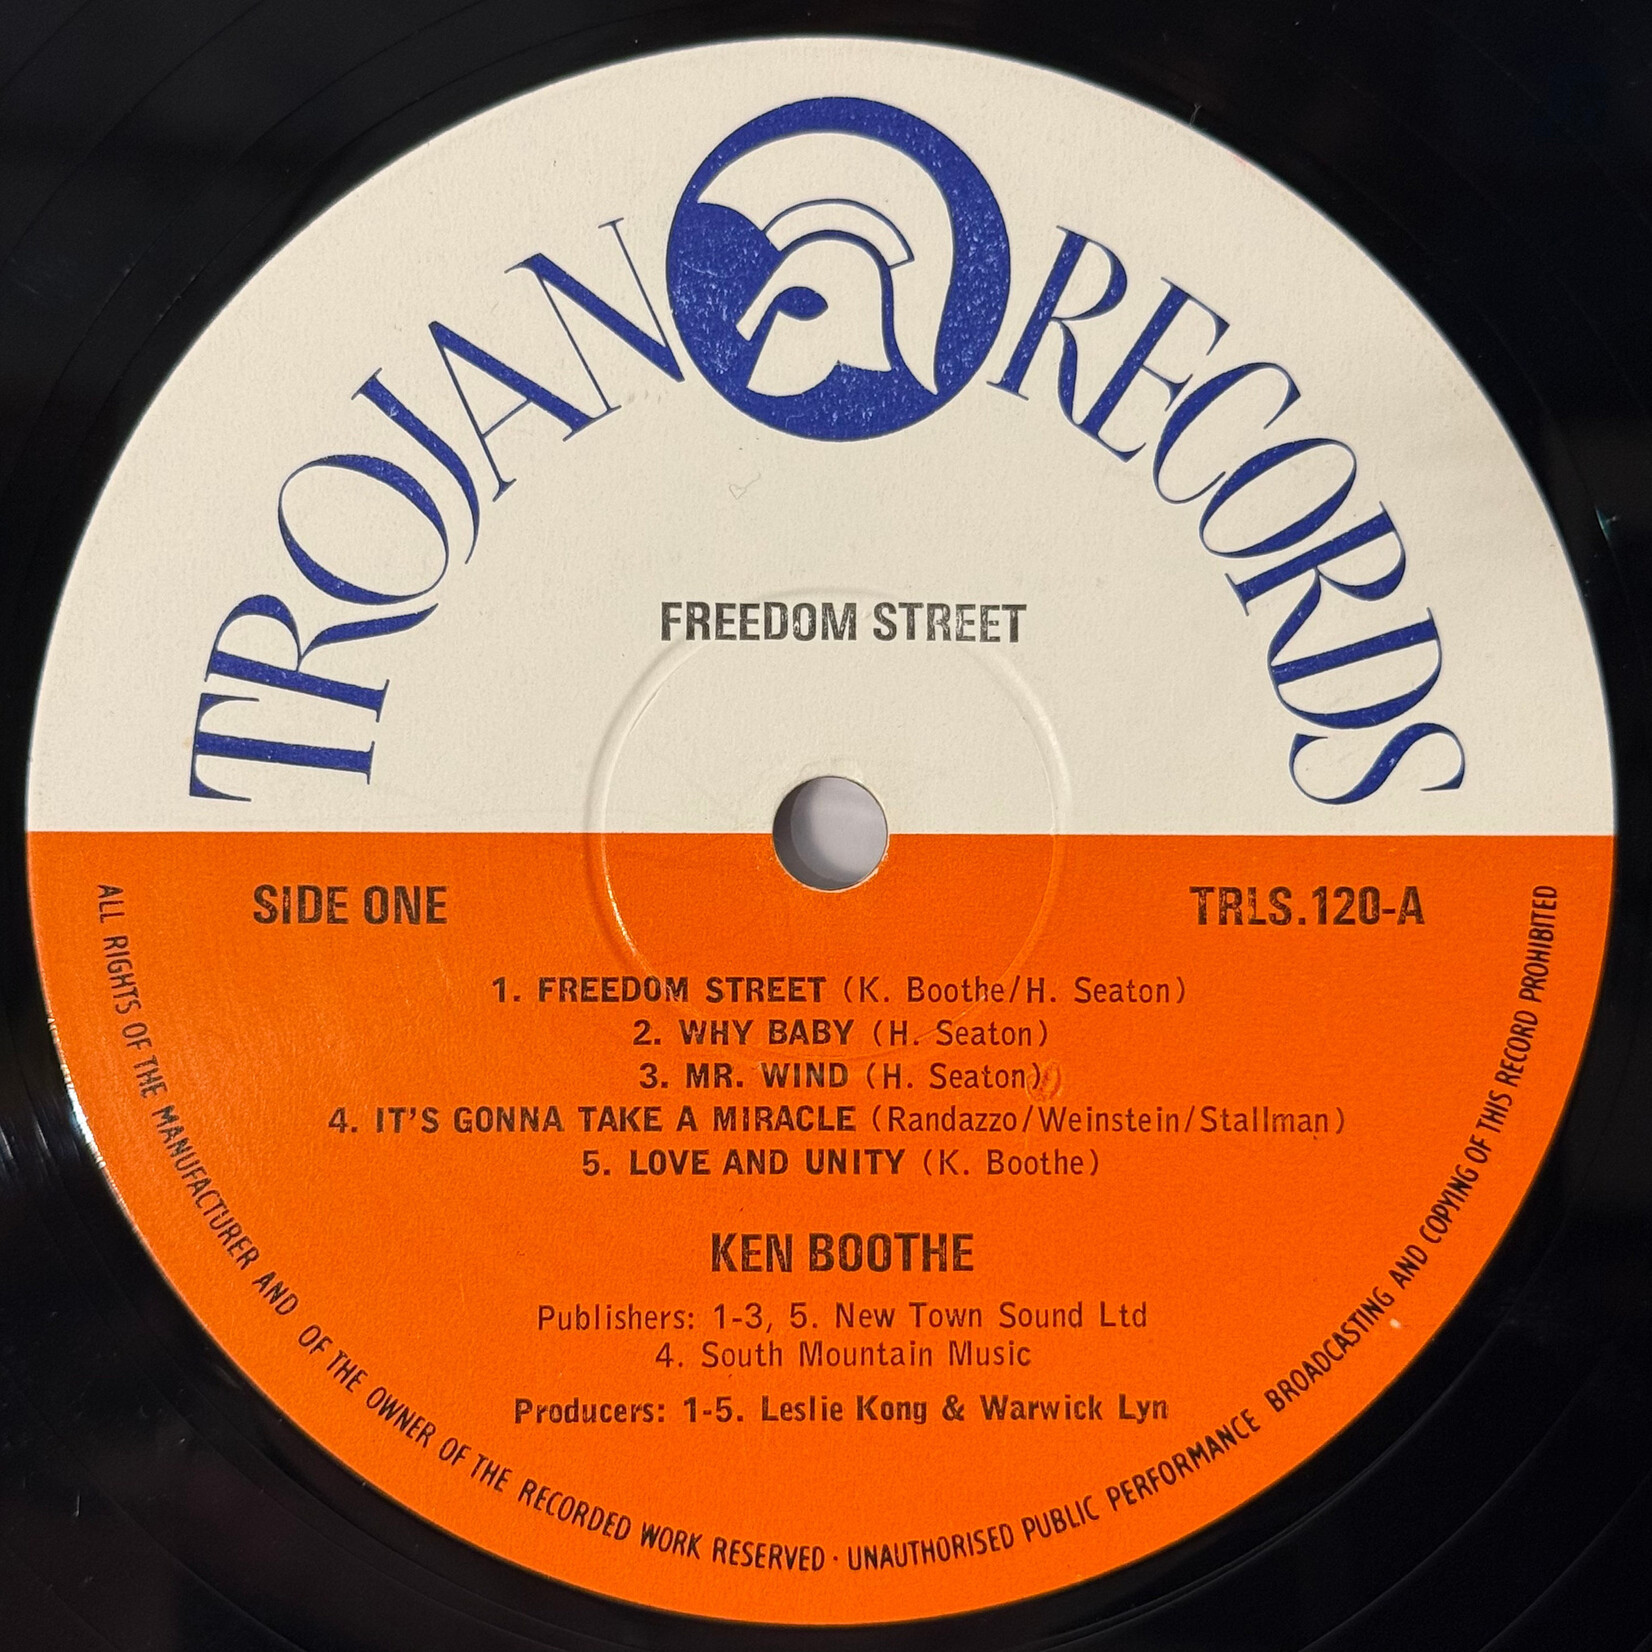 TROJAN RECORDS
FREEDOM STREET
SIDE ONE
TRLS.120-A
1. FREEDOM STREET (K. Boothe/H. Seaton)
2. WHY BABY (H. Seaton)
3. MR. WIND (H. Seaton)
4. IT'S GONNA TAKE A MIRACLE (Randazzo/Weinstein/Stallman)
5. LOVE AND UNITY (K. Boothe)
KEN BOOTHE
Publishers: 1-3, 5. New Town Sound Ltd
4. South Mountain Music
Producers: 1-5. Leslie Kong & Warwick Lyn
ALL RIGHTS OF THE MANUFACTURER AND OF THE OWNER OF THE RECORDED WORK RESERVED · UNAUTHORISED PUBLIC PERFORMANCE BROADCASTING AND COPYING OF THIS RECORD PROHIBITED